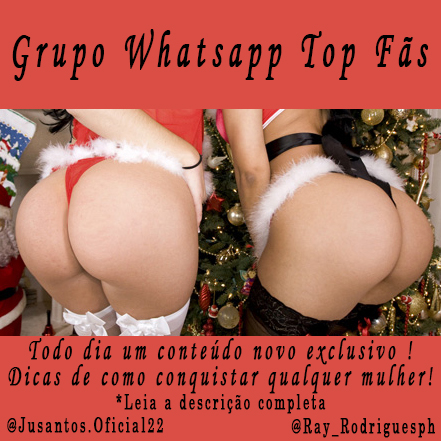 Grupo Whatsapp Top Fãs
Todo dia um conteúdo novo exclusivo !
Dicas de como conquistar qualquer mulher!
*Leia a descrição completa
@Jusantos.Oficial22 @Ray_Rodriguesph